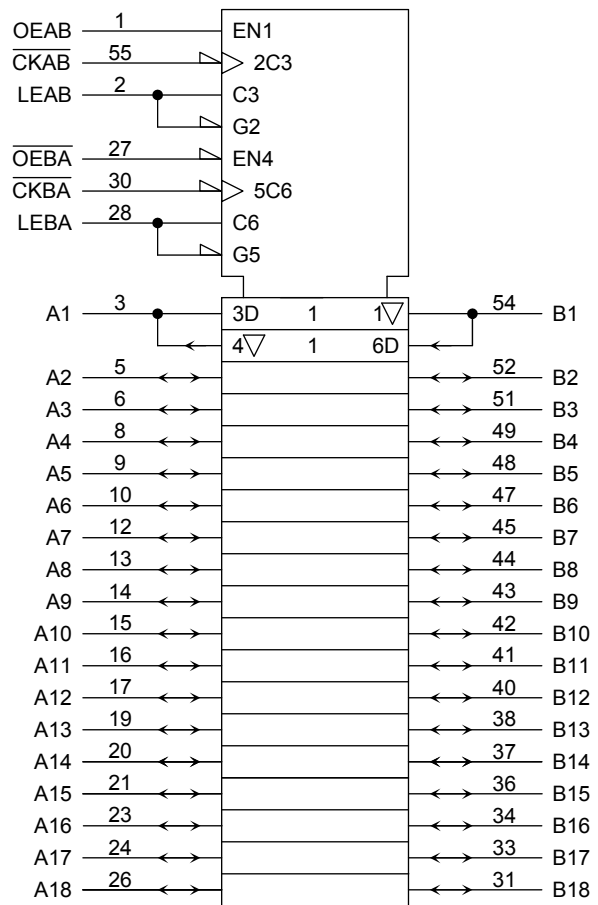 OEAB 1 EN1
CKAB 55 2C3
LEAB 2 C3
G2
OEBA 27 EN4
CKBA 30 5C6
LEBA 28 C6
G5
A1 3 3D 1 1 54 B1
4 1 6D
A2 5 52 B2
A3 6 51 B3
A4 8 49 B4
A5 9 48 B5
A6 10 47 B6
A7 12 45 B7
A8 13 44 B8
A9 14 43 B9
A10 15 42 B10
A11 16 41 B11
A12 17 40 B12
A13 19 38 B13
A14 20 37 B14
A15 21 36 B15
A16 23 34 B16
A17 24 33 B17
A18 26 31 B18